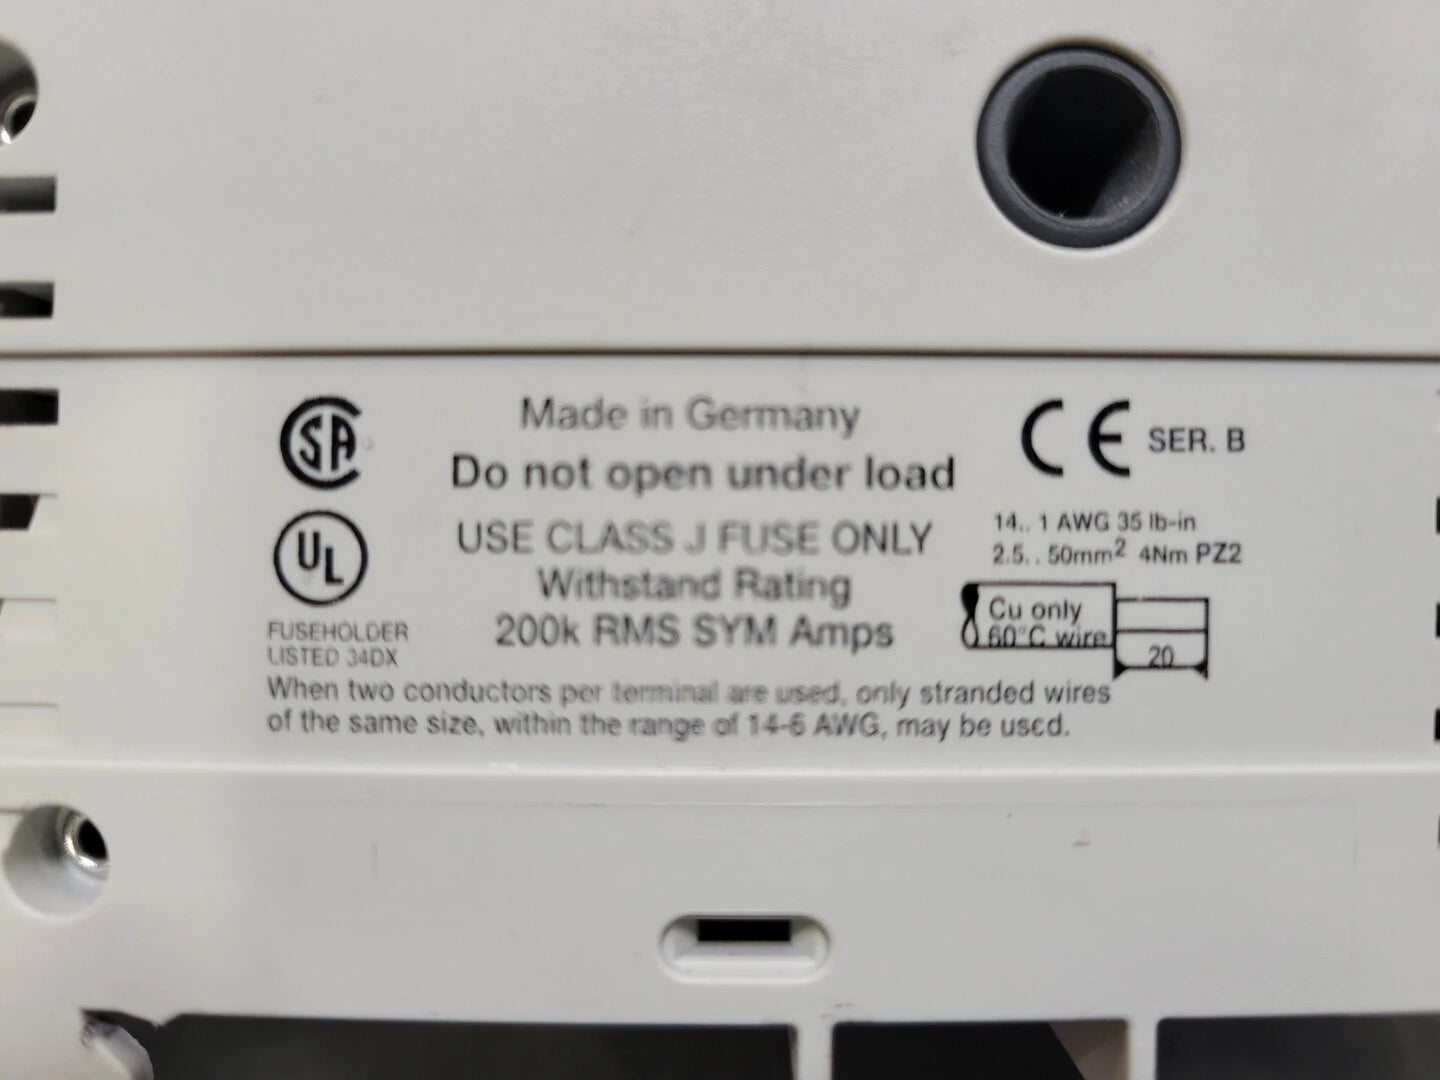 SA
Made in Germany
CE SER. B
Do not open under load
UL
USE CLASS J FUSE ONLY
14.. 1 AWG 35 lb-in
2.5.. 50mm² 4Nm PZ2
Withstand Rating
200k RMS SYM Amps
Cu only
60°C wire
20
FUSEHOLDER
LISTED 34DX
When two conductors per terminal are used, only stranded wires
of the same size, within the range of 14-6 AWG, may be used.